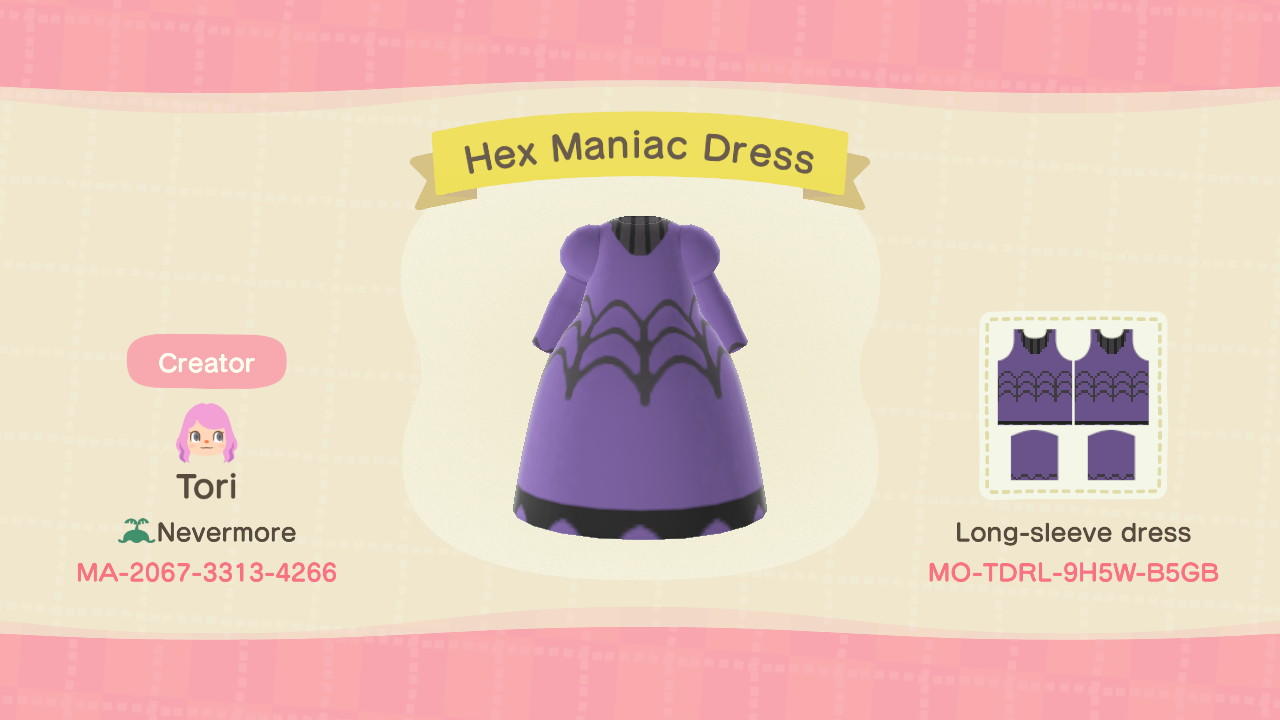 Hex Maniac Dress
Creator
Tori
Nevermore
MA-2067-3313-4266
Long-sleeve dress
MO-TDRL-9H5W-B5GB